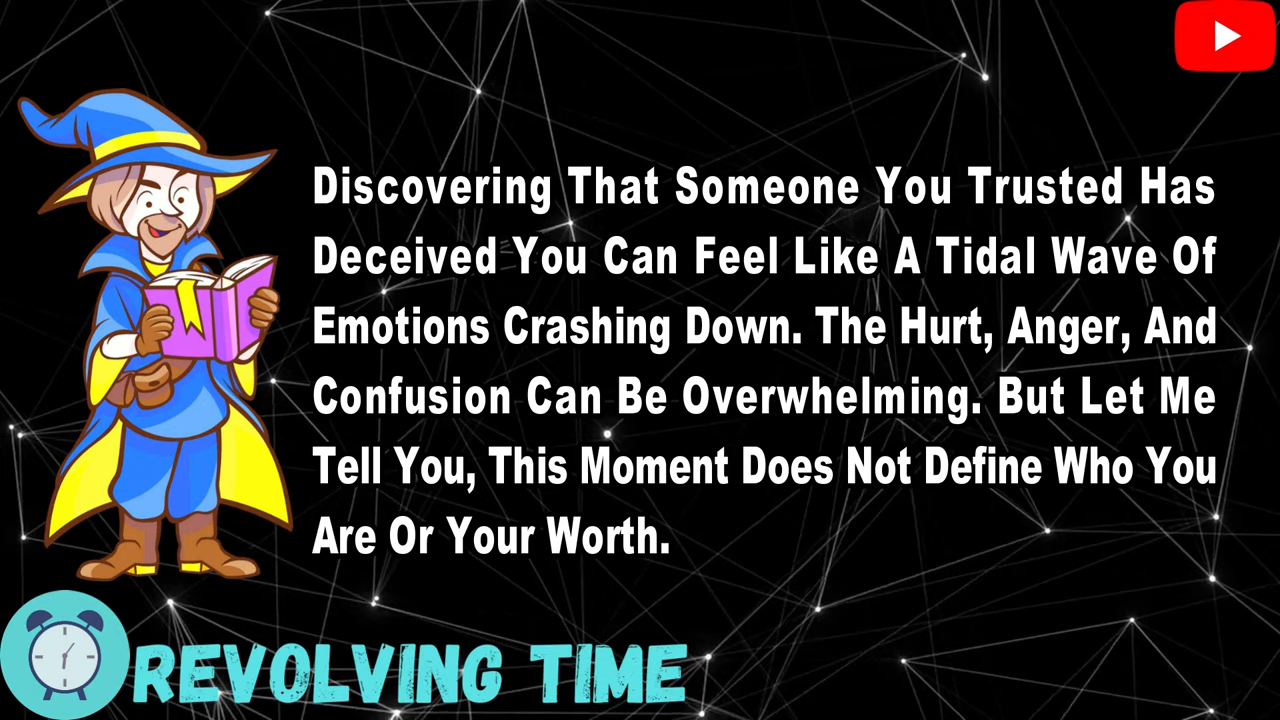 Discovering That Someone You Trusted Has
Deceived You Can Feel Like A Tidal Wave Of
Emotions Crashing Down. The Hurt, Anger, And
Confusion Can Be Overwhelming. But Let Me
Tell You, This Moment Does Not Define Who You
Are Or Your Worth.
REVOLVING TIME